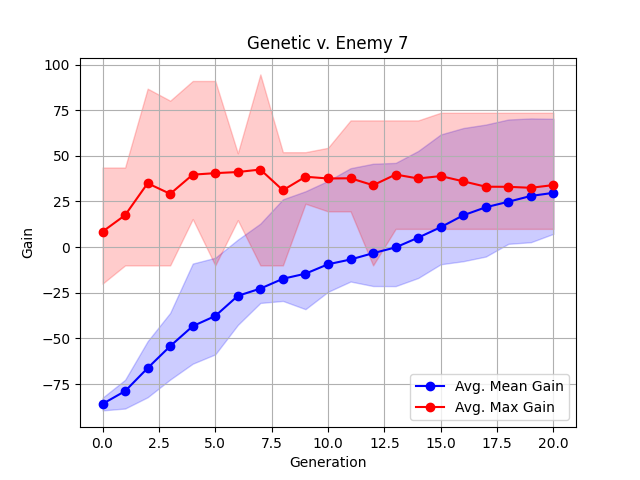 Genetic v. Enemy 7
100
75
50
25
0
−25
−50
−75
Gain
0.0 2.5 5.0 7.5 10.0 12.5 15.0 17.5 20.0
Generation
Avg. Mean Gain
Avg. Max Gain